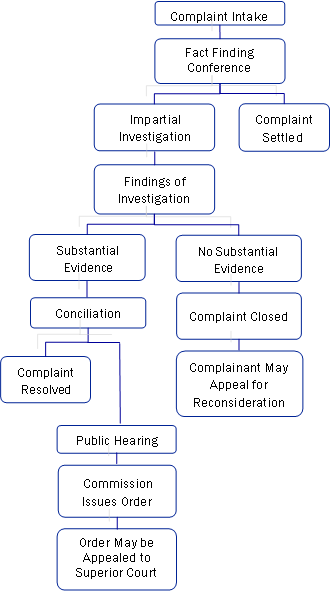 Complaint Intake
Fact Finding
Conference
Impartial
Investigation
Complaint
Settled
Findings of
Investigation
Substantial
Evidence
No Substantial
Evidence
Conciliation
Complaint Closed
Complaint
Resolved
Complainant May
Appeal for
Reconsideration
Public Hearing
Commission
Issues Order
Order May be
Appealed to
Superior Court